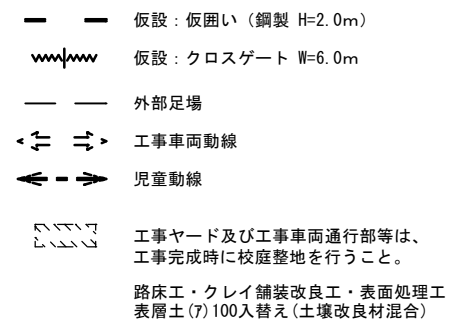 仮設：仮囲い（鋼製 H=2.0ｍ）
仮設：クロスゲート W=6.0ｍ
外部足場
工事車両動線
児童動線
工事ヤード及び工事車両通行部等は、
工事完成時に校庭整地を行うこと。
路床工・クレイ舗装改良工・表面処理工
表層土(ｱ)100入替え(土壌改良材混合)